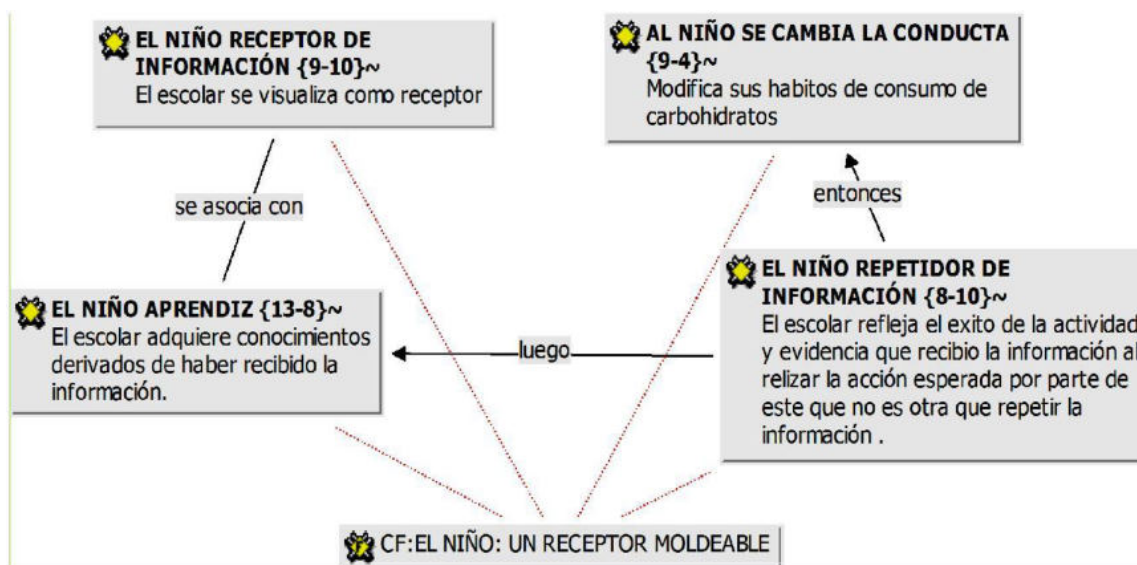 EL NIÑO RECEPTOR DE
INFORMACIÓN {9-10}~
El escolar se visualiza como receptor
AL NIÑO SE CAMBIA LA CONDUCTA
{9-4}~
Modifica sus habitos de consumo de
carbohidratos
se asocia con
entonces
EL NIÑO APRENDIZ {13-8}~
El escolar adquiere conocimientos
derivados de haber recibido la
información.
luego
EL NIÑO REPETIDOR DE
INFORMACIÓN {8-10}~
El escolar refleja el exito de la actividad
y evidencia que recibio la información al
relizar la acción esperada por parte de
este que no es otra que repetir la
información .
CF:EL NIÑO: UN RECEPTOR MOLDEABLE